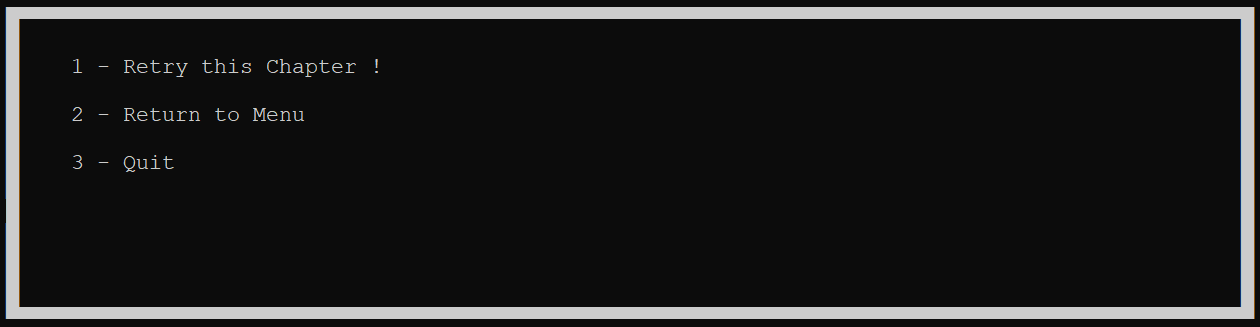 1 - Retry this Chapter !
2 - Return to Menu
3 - Quit